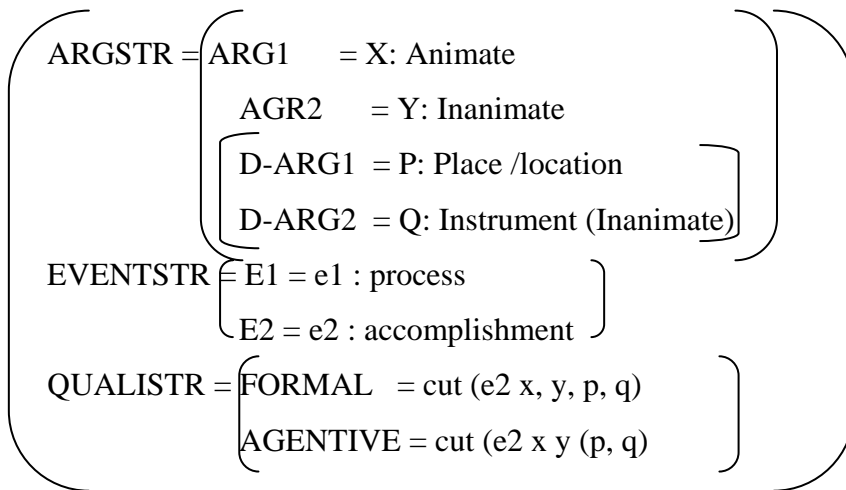 ARGSTR = ARG1 = X: Animate
AGR2 = Y: Inanimate
D-ARG1 = P: Place /location
D-ARG2 = Q: Instrument (Inanimate)
EVENTSTR = E1 = e1 : process
E2 = e2 : accomplishment
QUALISTR = FORMAL = cut (e2 x, y, p, q)
AGENTIVE = cut (e2 x y (p, q)